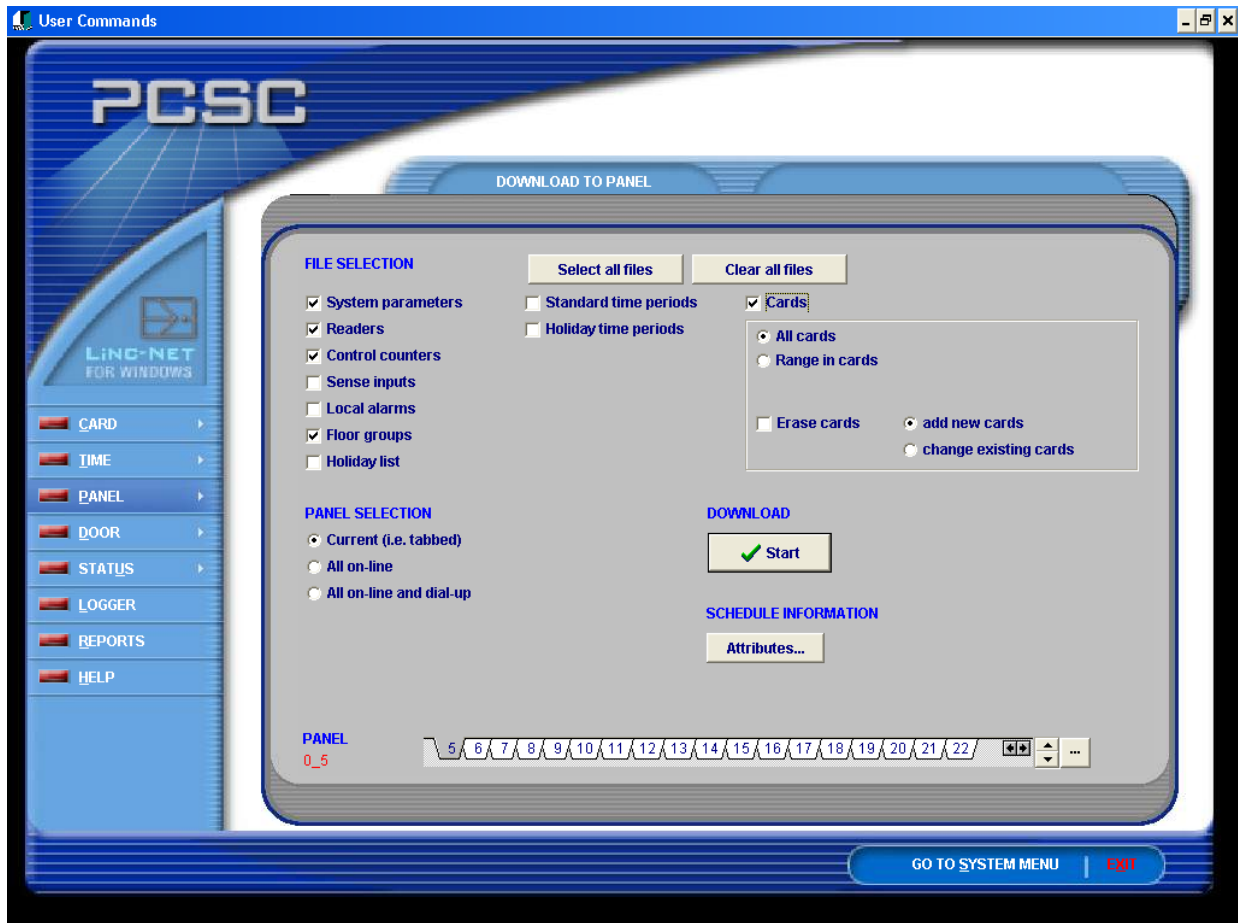 User Commands
PCSC
DOWNLOAD TO PANEL
LiNC-NET
FOR WINDOWS
CARD
TIME
PANEL
DOOR
STATUS
LOGGER
REPORTS
HELP
FILE SELECTION
Select all files
Clear all files
System parameters
Readers
Control counters
Sense inputs
Local alarms
Floor groups
Holiday list
Standard time periods
Holiday time periods
Cards
All cards
Range in cards
Erase cards
add new cards
change existing cards
PANEL SELECTION
Current (i.e. tabbed)
All on-line
All on-line and dial-up
DOWNLOAD
Start
SCHEDULE INFORMATION
Attributes...
PANEL
0_5
5 6 7 8 9 10 11 12 13 14 15 16 17 18 19 20 21 22
...
GO TO SYSTEM MENU | EXIT